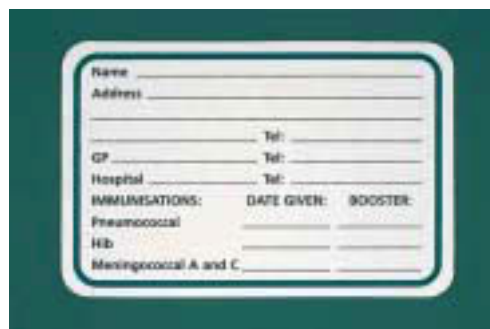 Name
Address
Tel:
GP Tel:
Hospital Tel:
IMMUNISATIONS: DATE GIVEN: BOOSTER:
Pneumococcal
Hib
Meningococcal A and C